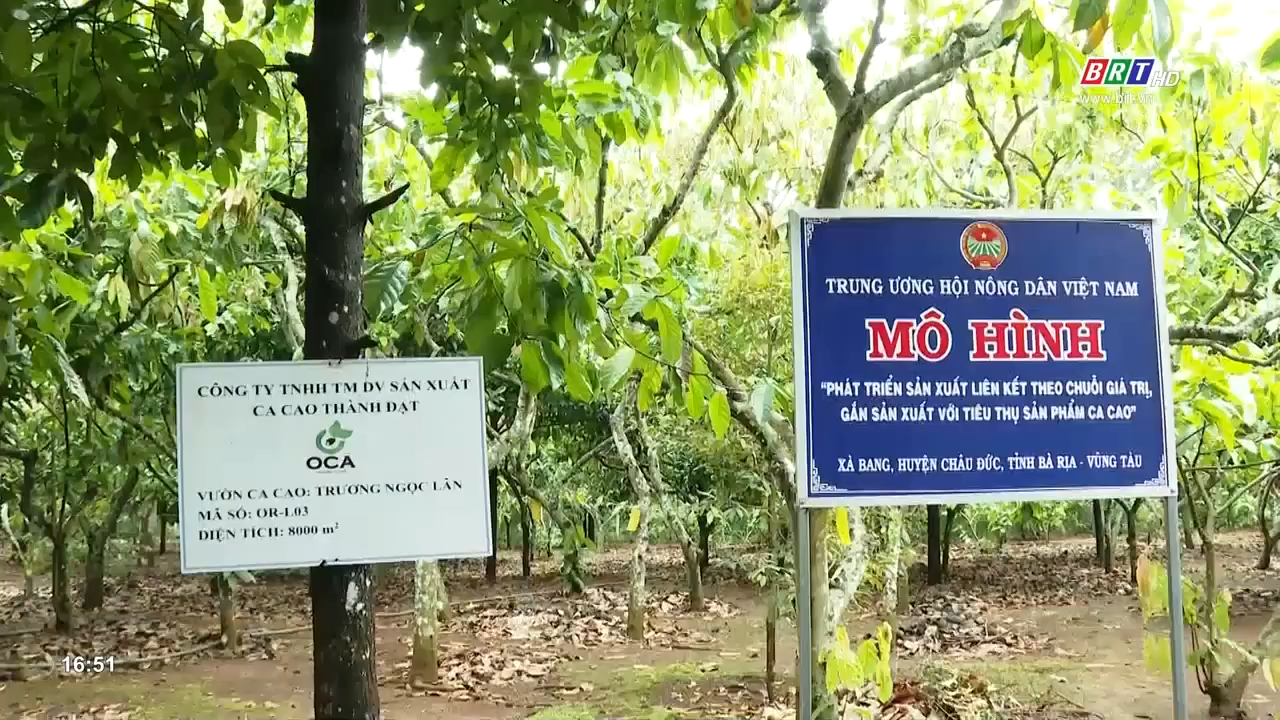 BRT HD
www.brt.vn
CÔNG TY TNHH TM DV SẢN XUẤT
CA CAO THÀNH ĐẠT
OCA
VƯỜN CA CAO: TRƯƠNG NGỌC LÂN
MÃ SỐ: OR-L03
DIỆN TÍCH: 8000 m²
TRUNG ƯƠNG HỘI NÔNG DÂN VIỆT NAM
MÔ HÌNH
“PHÁT TRIỂN SẢN XUẤT LIÊN KẾT THEO CHUỖI GIÁ TRỊ,
GẮN SẢN XUẤT VỚI TIÊU THỤ SẢN PHẨM CA CAO”
XÀ BANG, HUYỆN CHÂU ĐỨC, TỈNH BÀ RỊA - VŨNG TÀU
16:51